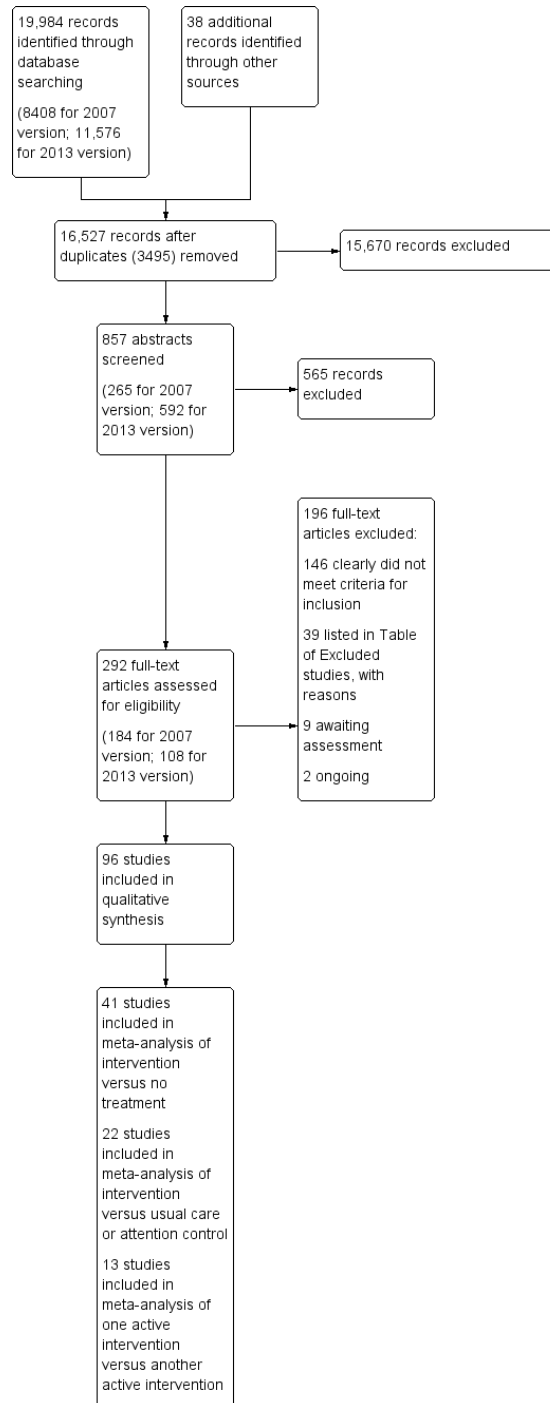 19,984 records
identified through
database
searching
(8408 for 2007
version; 11,576
for 2013 version)
38 additional
records identified
through other
sources
16,527 records after
duplicates (3495) removed
15,670 records excluded
857 abstracts
screened
(265 for 2007
version; 592 for
2013 version)
565 records
excluded
196 full-text
articles excluded:
146 clearly did not
meet criteria for
inclusion
39 listed in Table
of Excluded
studies, with
reasons
9 awaiting
assessment
2 ongoing
292 full-text
articles assessed
for eligibility
(184 for 2007
version; 108 for
2013 version)
96 studies
included in
qualitative
synthesis
41 studies
included in
meta-analysis of
intervention
versus no
treatment
22 studies
included in
meta-analysis of
intervention
versus usual care
or attention control
13 studies
included in
meta-analysis of
one active
intervention
versus another
active intervention